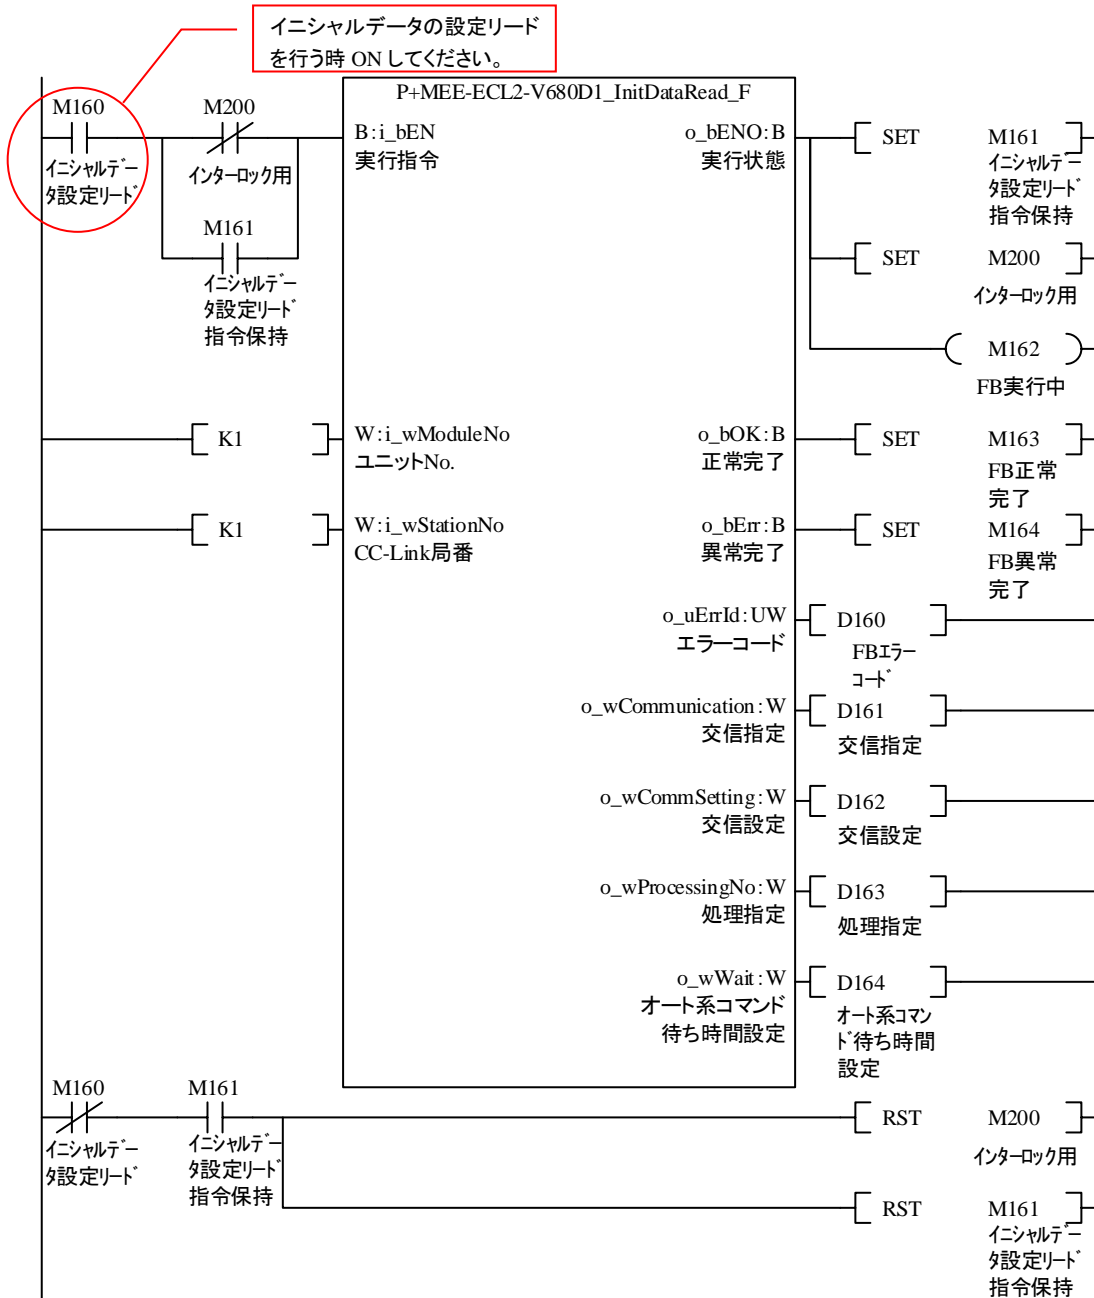 イニシャルデータの設定リード
を行う時 ON してください。
P+MEE-ECL2-V680D1_InitDataRead_F
M160
イニシャルデー
タ設定リード
M200
インターロック用
M161
イニシャルデー
タ設定リード
指令保持
B:i_bEN
実行指令
o_bENO:B
実行状態
SET M161
イニシャルデー
タ設定リード
指令保持
SET M200
インターロック用
M162
FB実行中
K1
W:i_wModuleNo
ユニットNo.
o_bOK:B
正常完了
SET M163
FB正常
完了
K1
W:i_wStationNo
CC-Link局番
o_bErr:B
異常完了
SET M164
FB異常
完了
o_uErrId:UW
エラーコード
D160
FBエラー
コード
o_wCommunication:W
交信指定
D161
交信指定
o_wCommSetting:W
交信設定
D162
交信設定
o_wProcessingNo:W
処理指定
D163
処理指定
o_wWait:W
オート系コマンド
待ち時間設定
D164
オート系コマン
ド待ち時間
設定
M160
イニシャルデー
タ設定リード
M161
イニシャルデー
タ設定リード
指令保持
RST M200
インターロック用
RST M161
イニシャルデー
タ設定リード
指令保持